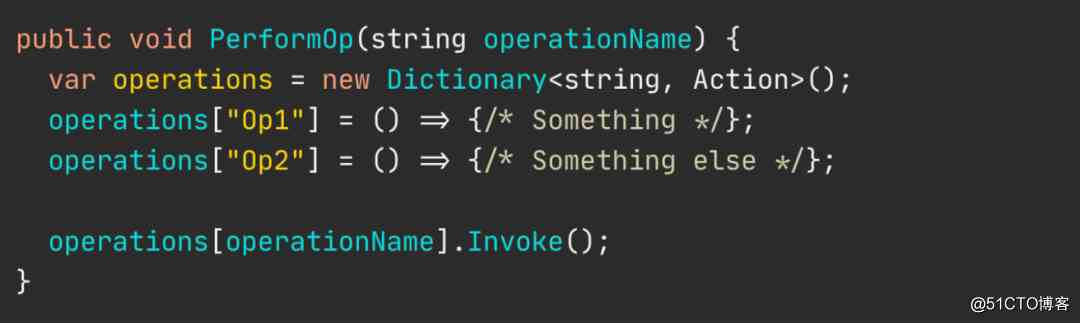 public void PerformOp(string operationName) {
  var operations = new Dictionary<string, Action>();
  operations["Op1"] = () => {/* Something */};
  operations["Op2"] = () => {/* Something else */};

  operations[operationName].Invoke();
}
@51CTO博客